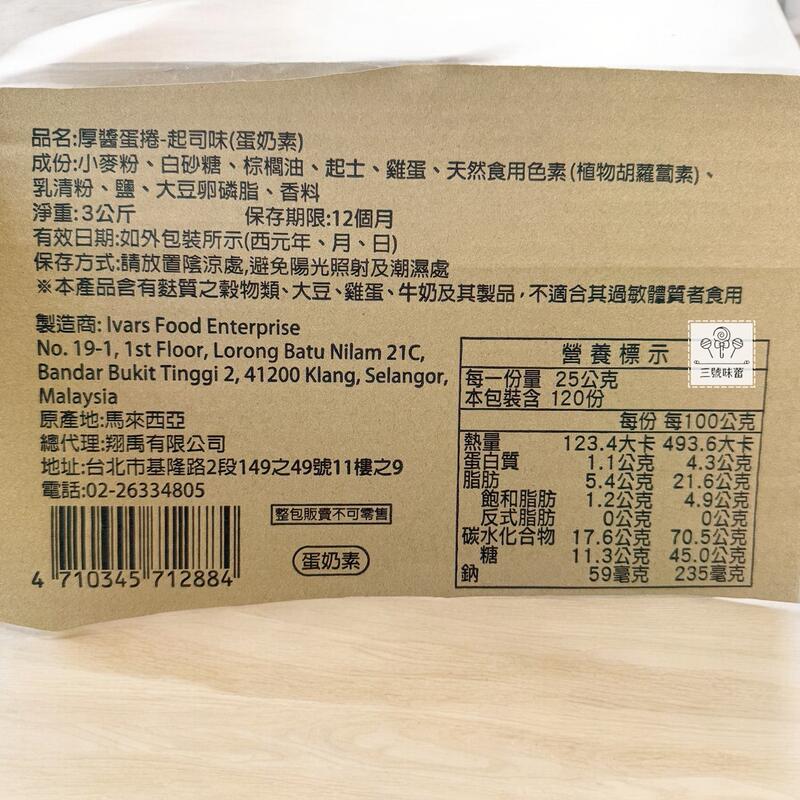 品名:厚醬蛋捲-起司味(蛋奶素)
成份:小麥粉、白砂糖、棕櫚油、起士、雞蛋、天然食用色素(植物胡蘿蔔素)、
乳清粉、鹽、大豆卵磷脂、香料
淨重:3公斤 保存期限:12個月
有效日期:如外包裝所示(西元年、月、日)
保存方式:請放置陰涼處,避免陽光照射及潮濕處
※本產品含有麩質之穀物類、大豆、雞蛋、牛奶及其製品,不適合其過敏體質者食用
製造商: Ivars Food Enterprise
No. 19-1, 1st Floor, Lorong Batu Nilam 21C,
Bandar Bukit Tinggi 2, 41200 Klang, Selangor,
Malaysia
原產地:馬來西亞
總代理:翔禹有限公司
地址:台北市基隆路2段149之49號11樓之9
電話:02-26334805
整包販賣不可零售
蛋奶素
4 710345 712884
三號味蕾
營養標示
每一份量 25公克
本包裝含 120份
每份 每100公克
熱量 123.4大卡 493.6大卡
蛋白質 1.1公克 4.3公克
脂肪 5.4公克 21.6公克
飽和脂肪 1.2公克 4.9公克
反式脂肪 0公克 0公克
碳水化合物 17.6公克 70.5公克
糖 11.3公克 45.0公克
鈉 59毫克 235毫克